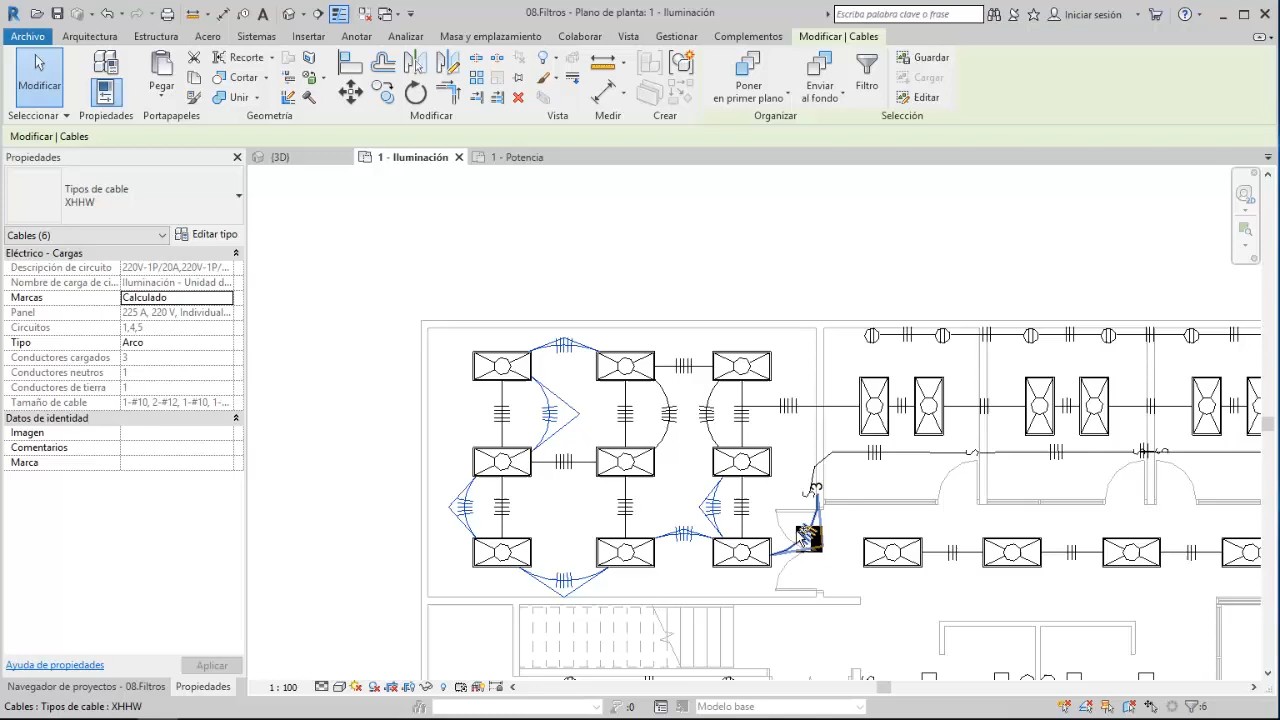 08.Filtros - Plano de planta: 1 - Iluminación
Escriba palabra clave o frase
Iniciar sesión
Archivo Arquitectura Estructura Acero Sistemas Insertar Anotar Analizar Masa y emplazamiento Colaborar Vista Gestionar Complementos Modificar | Cables
Modificar
Pegar
Recorte
Cortar
Unir
Poner en primer plano
Enviar al fondo
Filtro
Guardar
Cargar
Editar
Seleccionar Propiedades Portapapeles Geometría Modificar Vista Medir Crear Organizar Selección
Modificar | Cables
Propiedades
{3D}
1 - Iluminación
1 - Potencia
Tipos de cable
XHHW
Cables (6)
Editar tipo
Eléctrico - Cargas
Descripción de circuito 220V-1P/20A,220V-1P/...
Nombre de carga de ci... Iluminación - Unidad d...
Marcas Calculado
Panel 225 A, 220 V, Individual...
Circuitos 1,4,5
Tipo Arco
Conductores cargados 3
Conductores neutros 1
Conductores de tierra 1
Tamaño de cable 1-#10, 2-#12, 1-#10, 1-...
Datos de identidad
Imagen
Comentarios
Marca
3
Ayuda de propiedades
Aplicar
Navegador de proyectos - 08.Filtros
Propiedades
1 : 100
Cables : Tipos de cable : XHHW
:0
Modelo base
:6